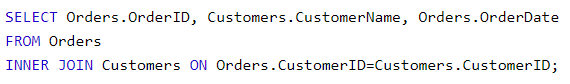 SELECT Orders.OrderID, Customers.CustomerName, Orders.OrderDate
FROM Orders
INNER JOIN Customers ON Orders.CustomerID=Customers.CustomerID;